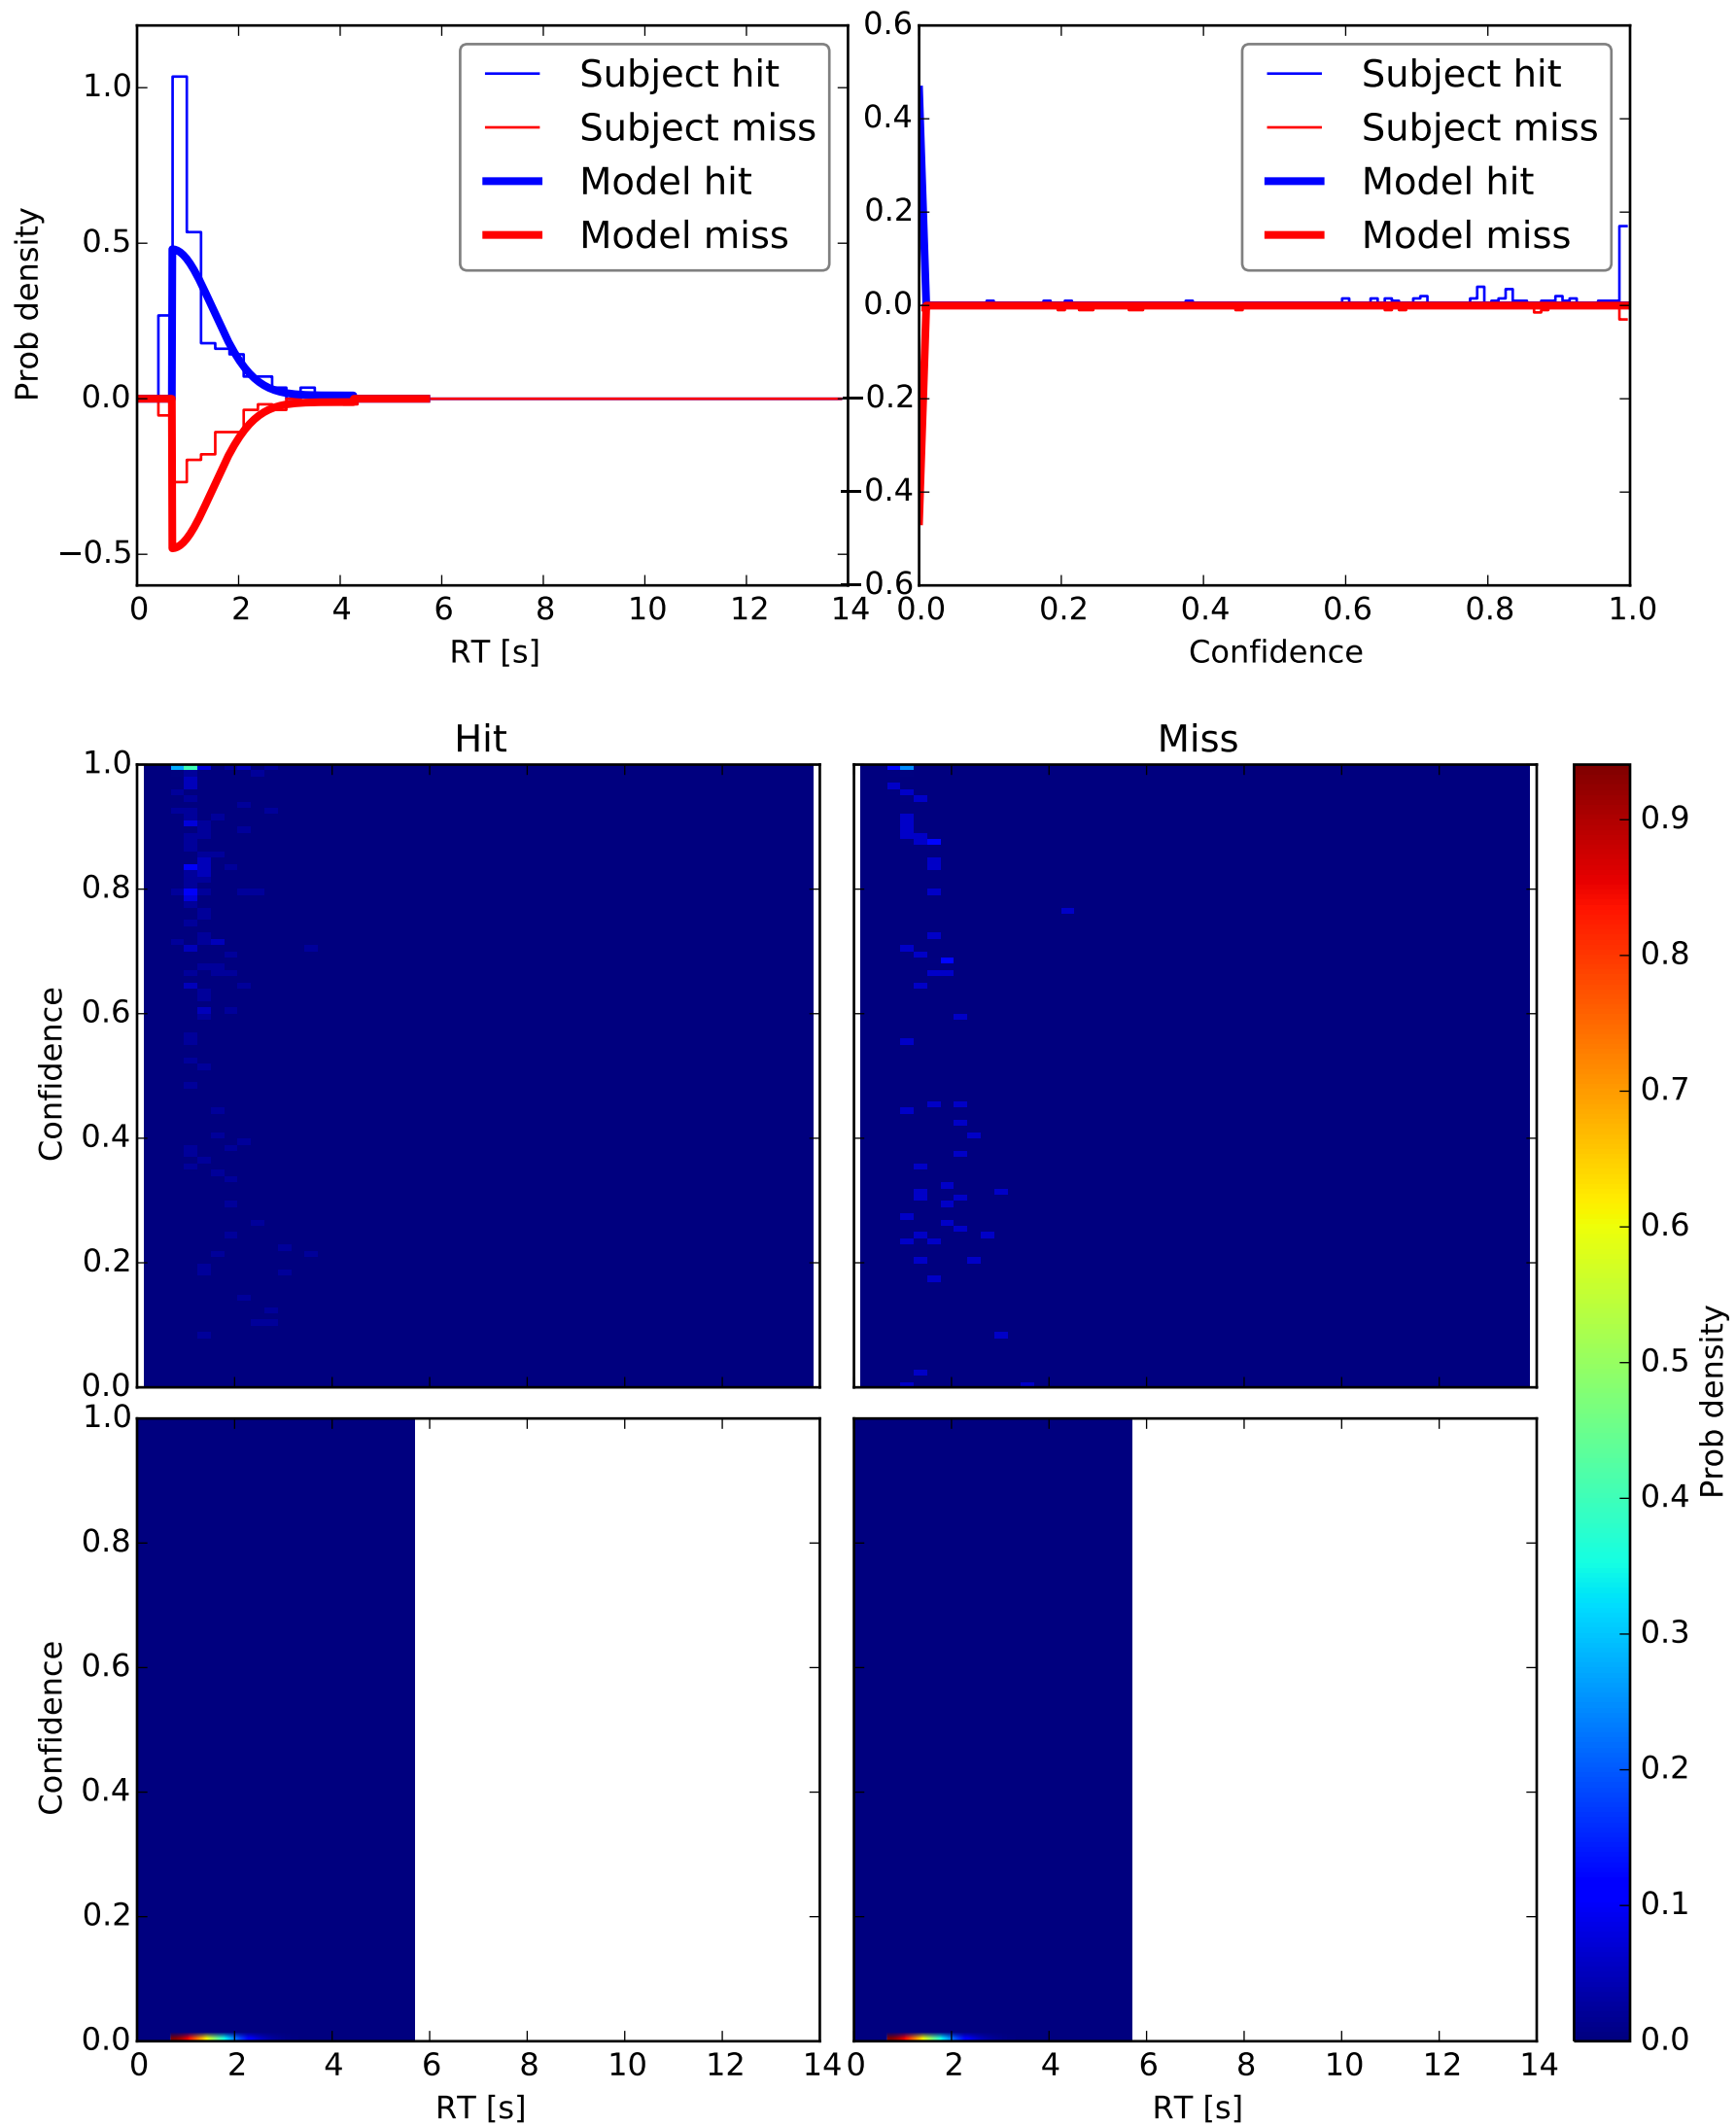 Prob density
1.0
0.5
0.0
−0.5
Subject hit
Subject miss
Model hit
Model miss
0 2 4 6 8 10 12 14
RT [s]
0.6
0.4
0.2
0.0
−0.2
−0.4
−0.6
Subject hit
Subject miss
Model hit
Model miss
0.0 0.2 0.4 0.6 0.8 1.0
Confidence
Hit
Miss
Confidence
1.0
0.8
0.6
0.4
0.2
0.0
Confidence
1.0
0.8
0.6
0.4
0.2
0.0
0 2 4 6 8 10 12 14
RT [s]
0 2 4 6 8 10 12 14
RT [s]
0.9
0.8
0.7
0.6
0.5
0.4
0.3
0.2
0.1
0.0
Prob density